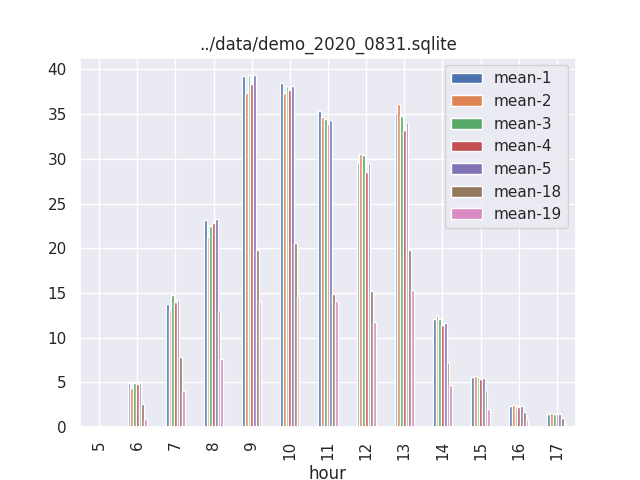 ../data/demo_2020_0831.sqlite
40
35
30
25
20
15
10
5
0
mean-1
mean-2
mean-3
mean-4
mean-5
mean-18
mean-19
5 6 7 8 9 10 11 12 13 14 15 16 17
hour